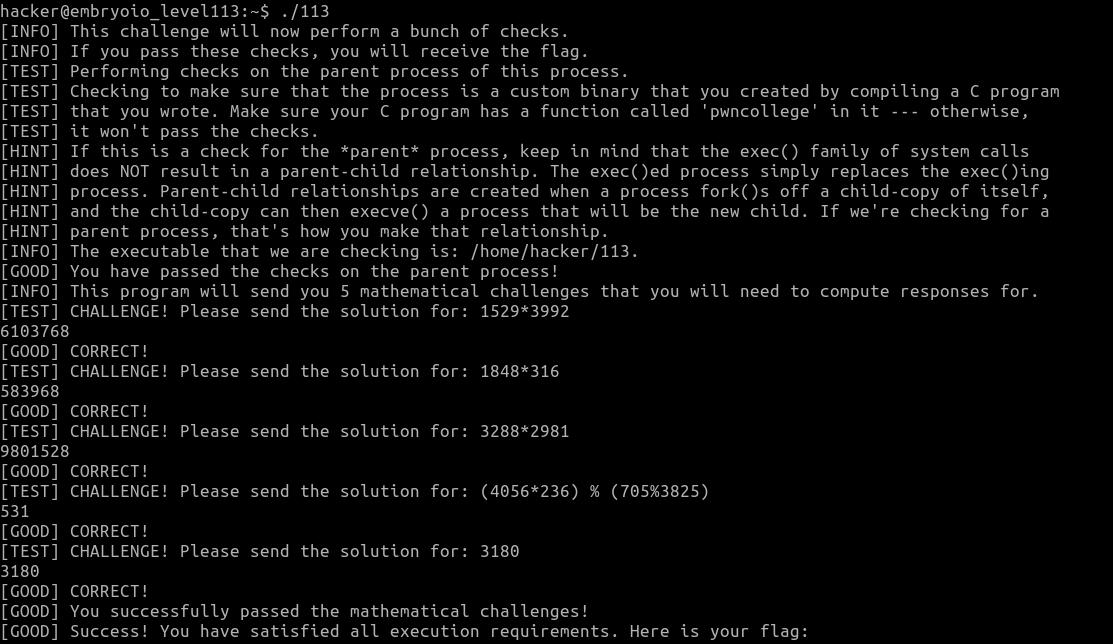 hacker@embryoio_level113:~$ ./113
[INFO] This challenge will now perform a bunch of checks.
[INFO] If you pass these checks, you will receive the flag.
[TEST] Performing checks on the parent process of this process.
[TEST] Checking to make sure that the process is a custom binary that you created by compiling a C program
[TEST] that you wrote. Make sure your C program has a function called 'pwncollege' in it --- otherwise,
[TEST] it won't pass the checks.
[HINT] If this is a check for the *parent* process, keep in mind that the exec() family of system calls
[HINT] does NOT result in a parent-child relationship. The exec()ed process simply replaces the exec()ing
[HINT] process. Parent-child relationships are created when a process fork()s off a child-copy of itself,
[HINT] and the child-copy can then execve() a process that will be the new child. If we're checking for a
[HINT] parent process, that's how you make that relationship.
[INFO] The executable that we are checking is: /home/hacker/113.
[GOOD] You have passed the checks on the parent process!
[INFO] This program will send you 5 mathematical challenges that you will need to compute responses for.
[TEST] CHALLENGE! Please send the solution for: 1529*3992
6103768
[GOOD] CORRECT!
[TEST] CHALLENGE! Please send the solution for: 1848*316
583968
[GOOD] CORRECT!
[TEST] CHALLENGE! Please send the solution for: 3288*2981
9801528
[GOOD] CORRECT!
[TEST] CHALLENGE! Please send the solution for: (4056*236) % (705%3825)
531
[GOOD] CORRECT!
[TEST] CHALLENGE! Please send the solution for: 3180
3180
[GOOD] CORRECT!
[GOOD] You successfully passed the mathematical challenges!
[GOOD] Success! You have satisfied all execution requirements. Here is your flag: